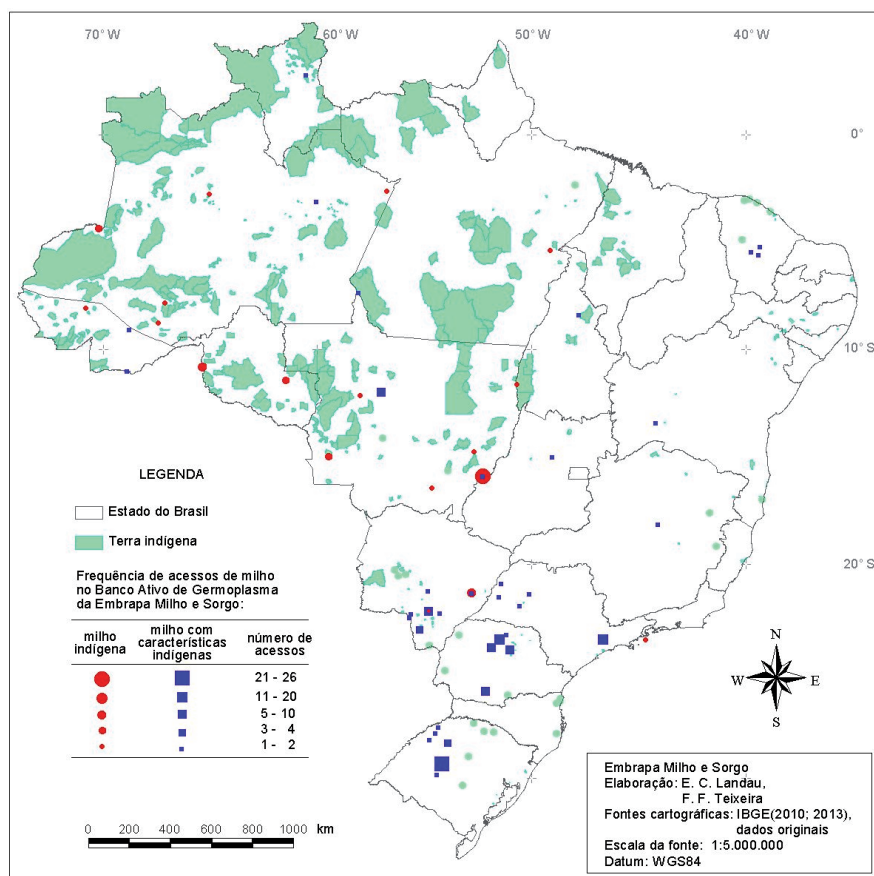 70° W 60° W 50° W 40° W
0°
10° S
20° S
LEGENDA
Estado do Brasil
Terra indígena
Frequência de acessos de milho
no Banco Ativo de Germoplasma
da Embrapa Milho e Sorgo:
milho
indígena
milho com
características
indígenas
número de
acessos
21 - 26
11 - 20
5 - 10
3 - 4
1 - 2
0 200 400 600 800 1000 km
N
W E
S
Embrapa Milho e Sorgo
Elaboração: E. C. Landau,
F. F. Teixeira
Fontes cartográficas: IBGE(2010; 2013),
dados originais
Escala da fonte: 1:5.000.000
Datum: WGS84